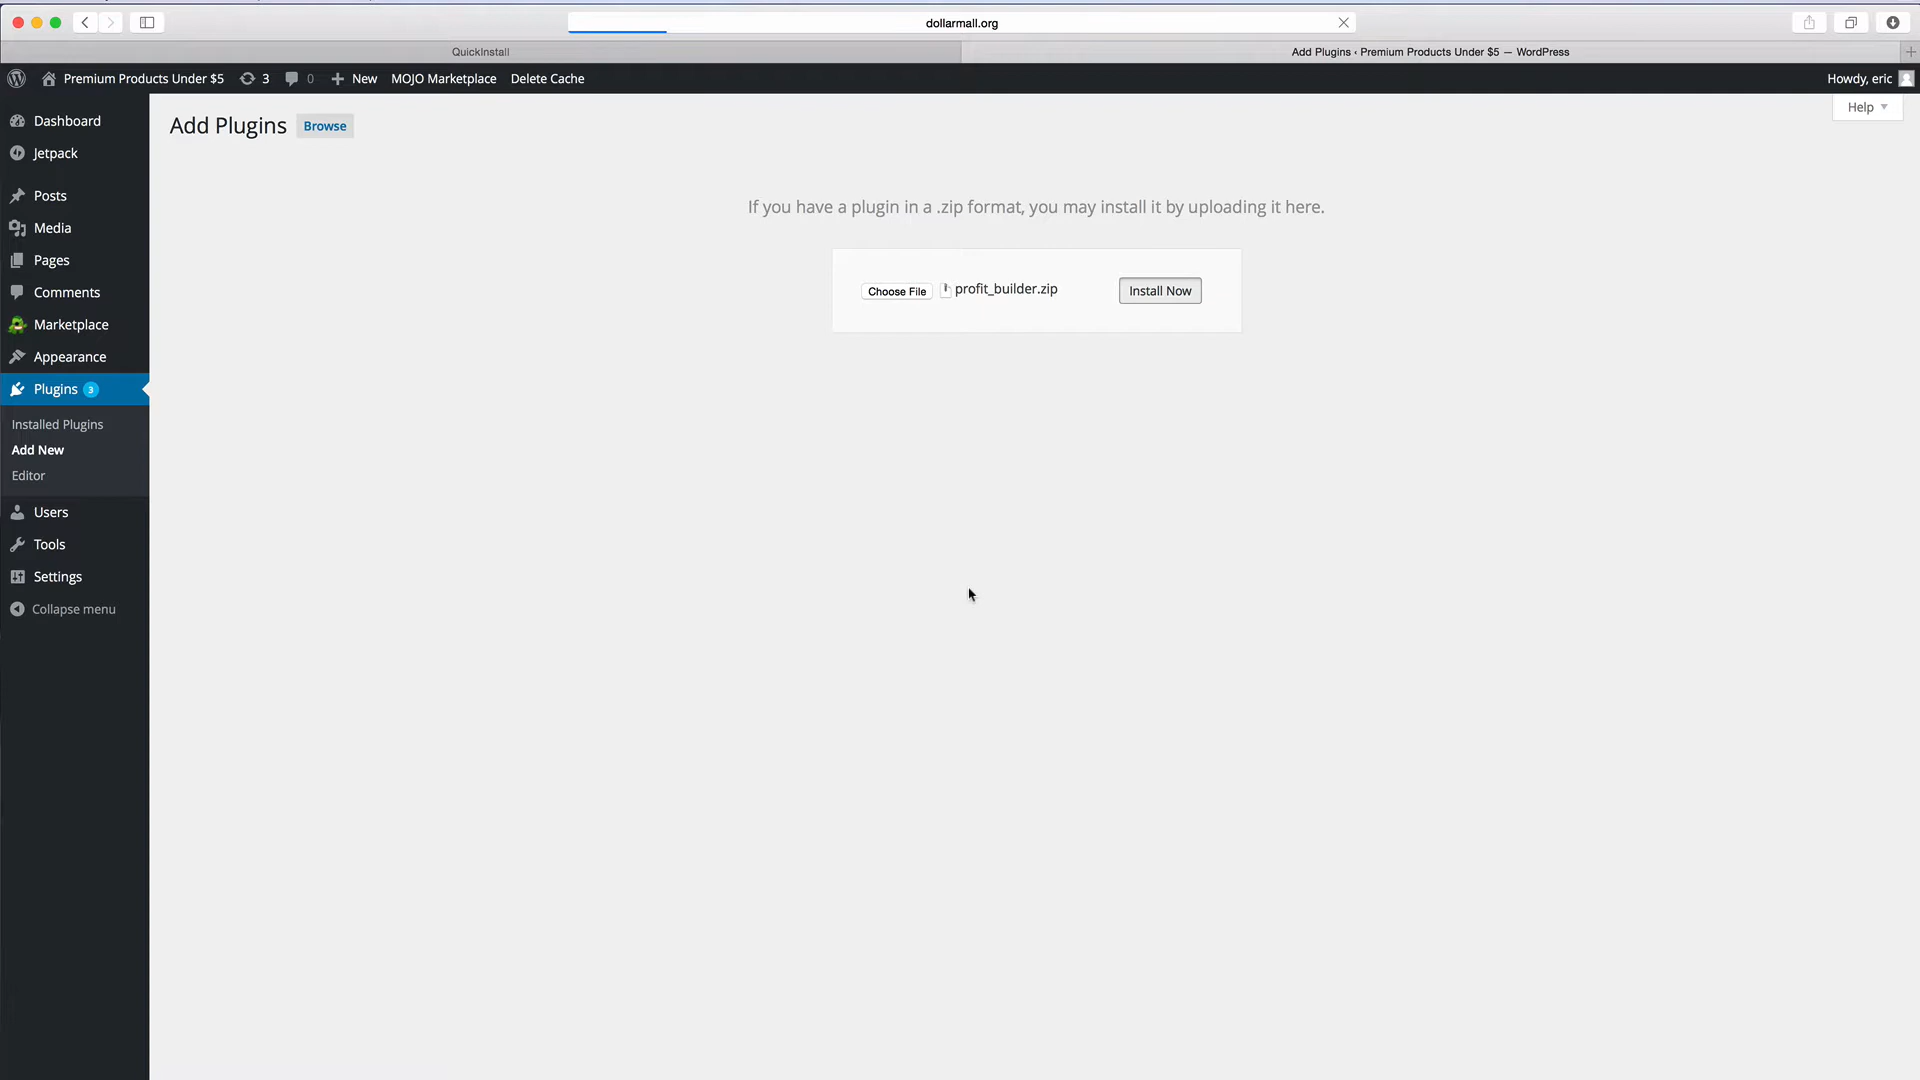 dollarmall.org
QuickInstall
Add Plugins ‹ Premium Products Under $5 — WordPress
Premium Products Under $5
3
0
New
MOJO Marketplace
Delete Cache
Howdy, eric
Help
Add Plugins
Browse
Dashboard
Jetpack
Posts
Media
Pages
Comments
Marketplace
Appearance
Plugins 3
Installed Plugins
Add New
Editor
Users
Tools
Settings
Collapse menu
If you have a plugin in a .zip format, you may install it by uploading it here.
Choose File profit_builder.zip
Install Now